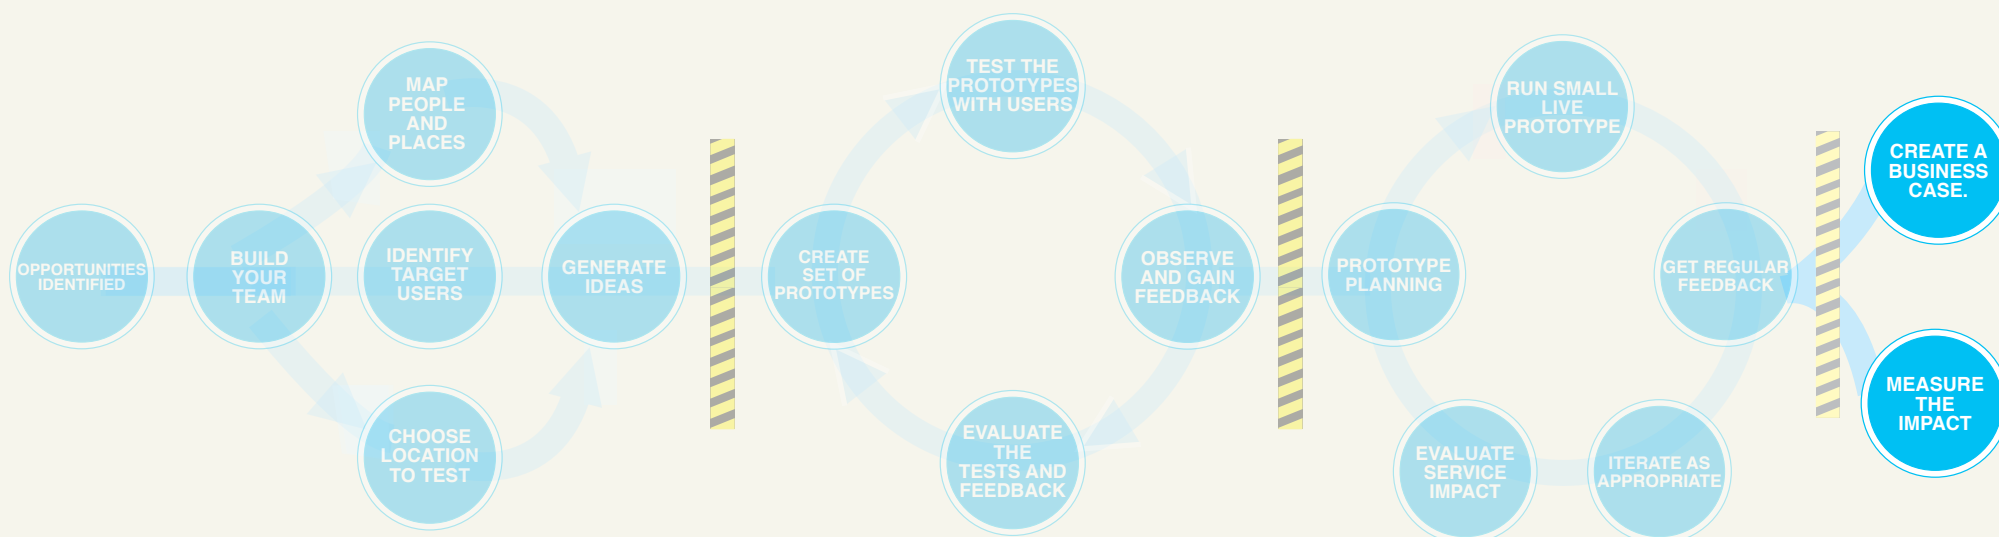 OPPORTUNITIES
IDENTIFIED
BUILD
YOUR
TEAM
MAP
PEOPLE
AND
PLACES
IDENTIFY
TARGET
USERS
CHOOSE
LOCATION
TO TEST
GENERATE
IDEAS
CREATE
SET OF
PROTOTYPES
TEST THE
PROTOTYPES
WITH USERS
OBSERVE
AND GAIN
FEEDBACK
EVALUATE
THE
TESTS AND
FEEDBACK
PROTOTYPE
PLANNING
RUN SMALL
LIVE
PROTOTYPE
GET REGULAR
FEEDBACK
ITERATE AS
APPROPRIATE
EVALUATE
SERVICE
IMPACT
CREATE A
BUSINESS
CASE.
MEASURE
THE
IMPACT